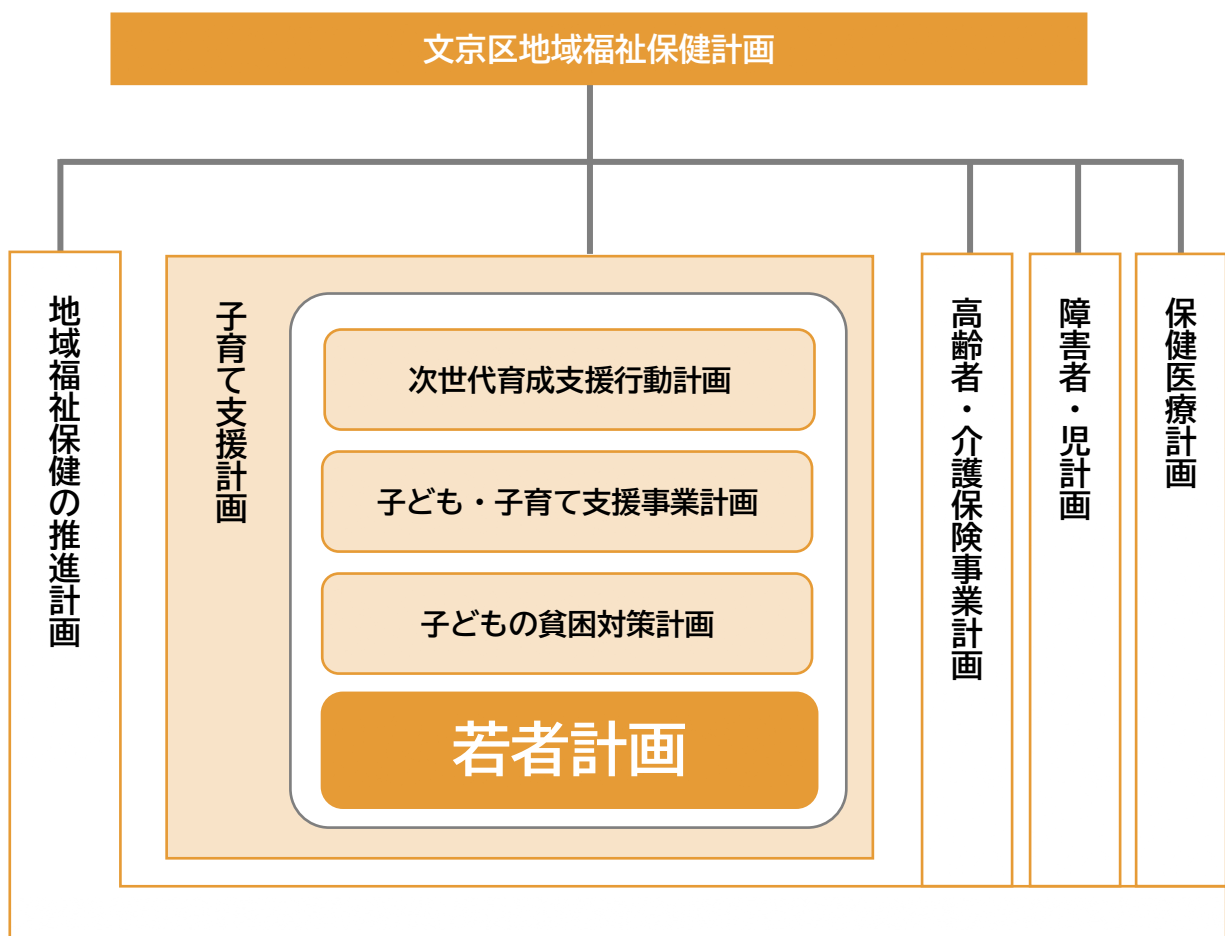 文京区地域福祉保健計画
地域福祉保健の推進計画
子育て支援計画
次世代育成支援行動計画
子ども・子育て支援事業計画
子どもの貧困対策計画
若者計画
高齢者・介護保険事業計画
障害者・児計画
保健医療計画